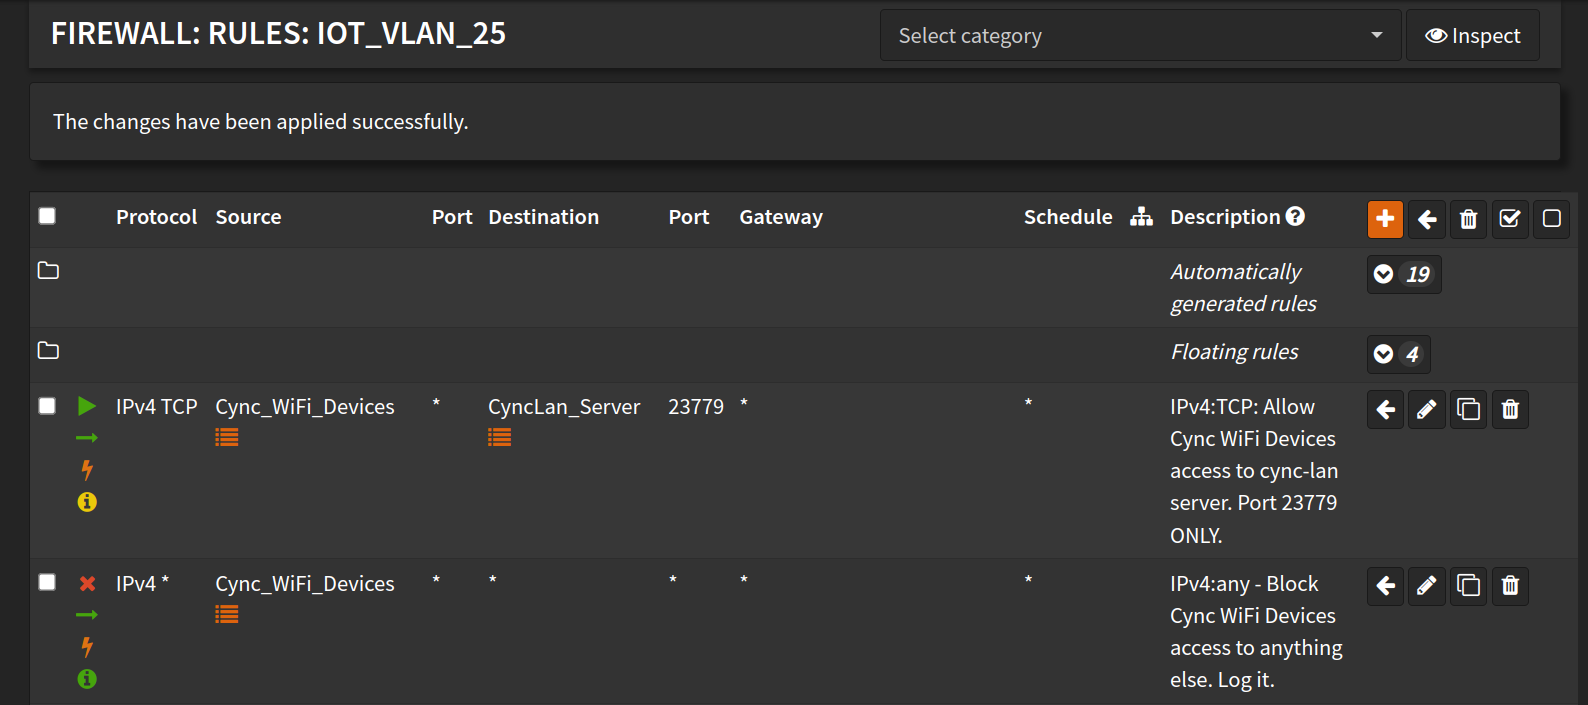 FIREWALL: RULES: IOT_VLAN_25
Select category
Inspect
The changes have been applied successfully.
Protocol Source Port Destination Port Gateway Schedule Description
Automatically
generated rules
19
Floating rules
4
IPv4 TCP Cync_WiFi_Devices * CyncLan_Server 23779 * * IPv4:TCP: Allow
Cync WiFi Devices
access to cync-lan
server. Port 23779
ONLY.
IPv4 * Cync_WiFi_Devices * * * * * IPv4:any - Block
Cync WiFi Devices
access to anything
else. Log it.